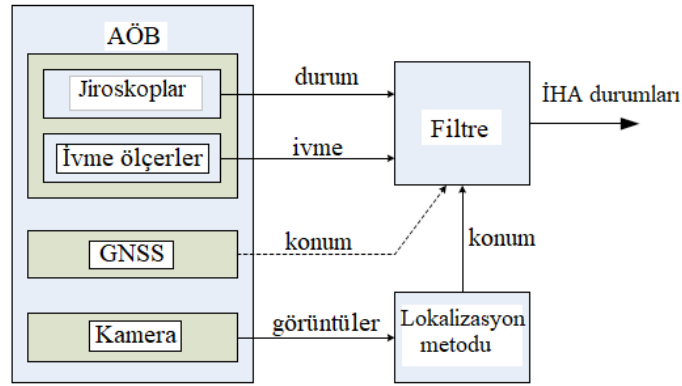 AÖB
Jiroskoplar
durum
İHA durumları
Filtre
İvme ölçerler
ivme
GNSS
konum
konum
Kamera
görüntüler
Lokalizasyon
metodu